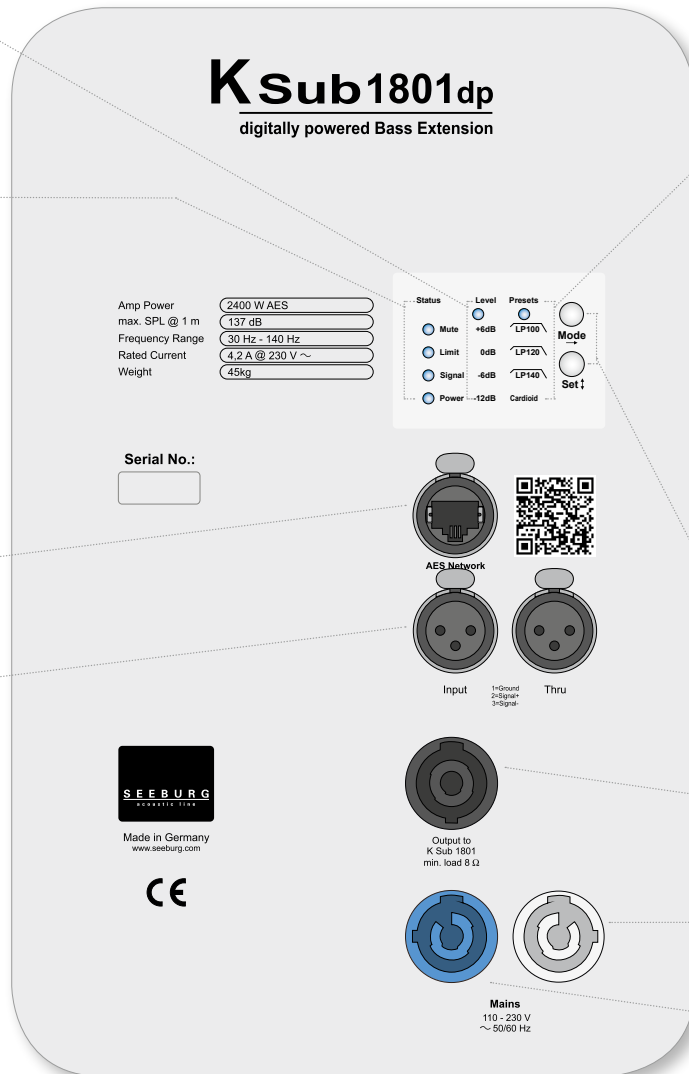 K Sub 1801 dp
digitally powered Bass Extension
Amp Power 2400 W AES
max. SPL @ 1 m 137 dB
Frequency Range 30 Hz - 140 Hz
Rated Current 4,2 A @ 230 V ~
Weight 45kg
Status Level Presets
Mute +6dB LP100
Mode
Limit 0dB LP120
Signal -6dB LP140
Set
Power -12dB Cardioid
Serial No.:
AES Network
Input
1=Ground
2=Signal+
3=Signal-
Thru
SEEBURG
acoustic line
Made in Germany
www.seeburg.com
CE
Output to
K Sub 1801
min. load 8 Ω
Mains
110 - 230 V
~ 50/60 Hz